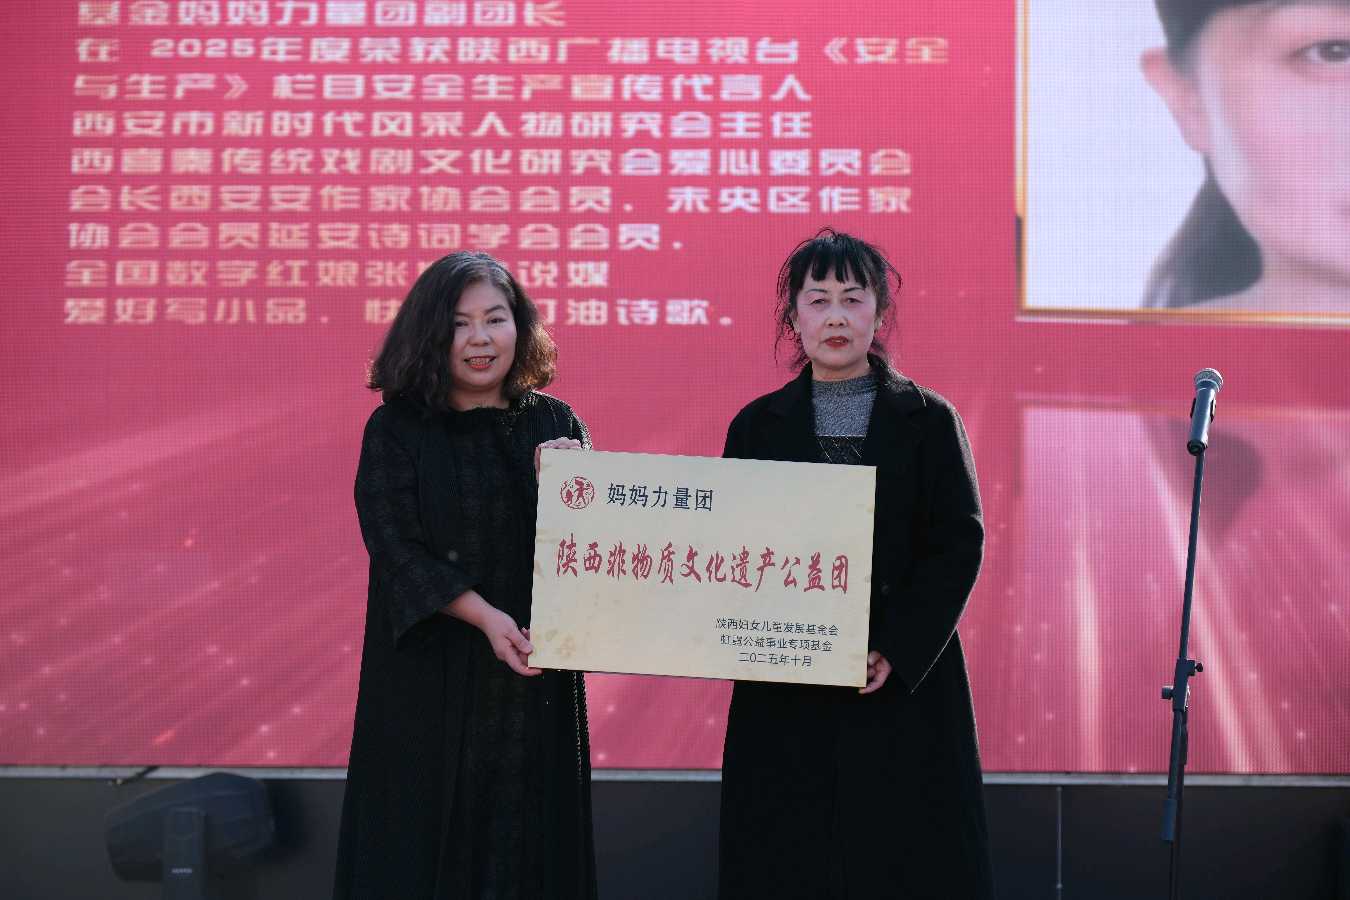 基金妈妈力量团副团长
在 2025年度荣获陕西广播电视台《安全
与生产》栏目安全生产宣传代言人
西安市新时代风采人物研究会主任
西音秦传统戏剧文化研究会爱心委员会
会长西安安作家协会会员．未央区作家
协会会员延安诗词学会会员．
全国数字红娘张 说媒
爱好写小品．快 打油诗歌。
妈妈力量团
陕西非物质文化遗产公益团
陕西妇女儿童发展基金会
虹 公益事业专项基金
二〇二五年十月